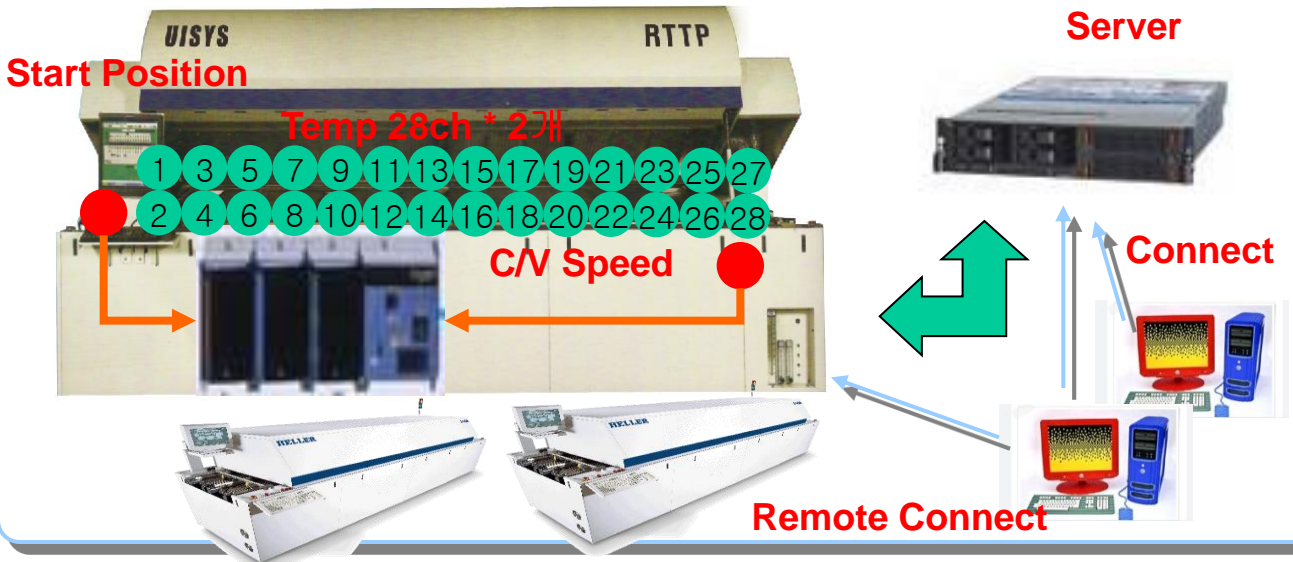 UISYS
RTTP
Server
Start Position
Temp 28ch * 2개
1 3 5 7 9 11 13 15 17 19 21 23 25 27
2 4 6 8 10 12 14 16 18 20 22 24 26 28
C/V Speed
Connect
HELLER
HELLER
Remote Connect